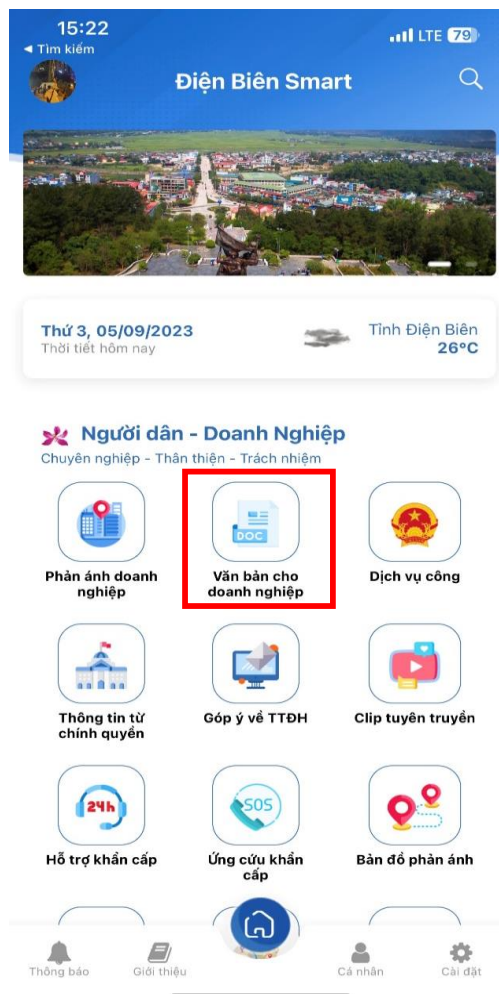 15:22
LTE 79
◀ Tìm kiếm
Điện Biên Smart
Thứ 3, 05/09/2023
Thời tiết hôm nay
Tỉnh Điện Biên
26°C
Người dân - Doanh Nghiệp
Chuyên nghiệp - Thân thiện - Trách nhiệm
DOC
Phản ánh doanh
nghiệp
Văn bản cho
doanh nghiệp
Dịch vụ công
Thông tin từ
chính quyền
Góp ý về TTĐH
Clip tuyên truyền
24h
SOS
Hỗ trợ khẩn cấp
Ứng cứu khẩn
cấp
Bản đồ phản ánh
Thông báo
Giới thiệu
Cá nhân
Cài đặt